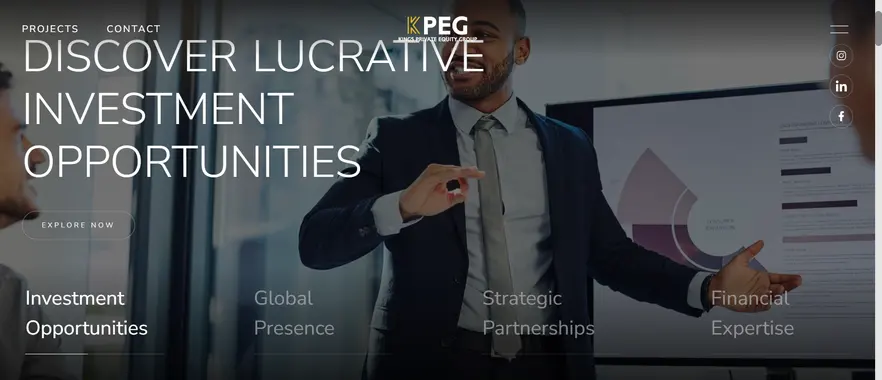 PROJECTS
CONTACT
KPEG
KINGS PRIVATE EQUITY GROUP
DISCOVER LUCRATIVE
INVESTMENT
OPPORTUNITIES
EXPLORE NOW
Investment
Opportunities
Global
Presence
Strategic
Partnerships
Financial
Expertise